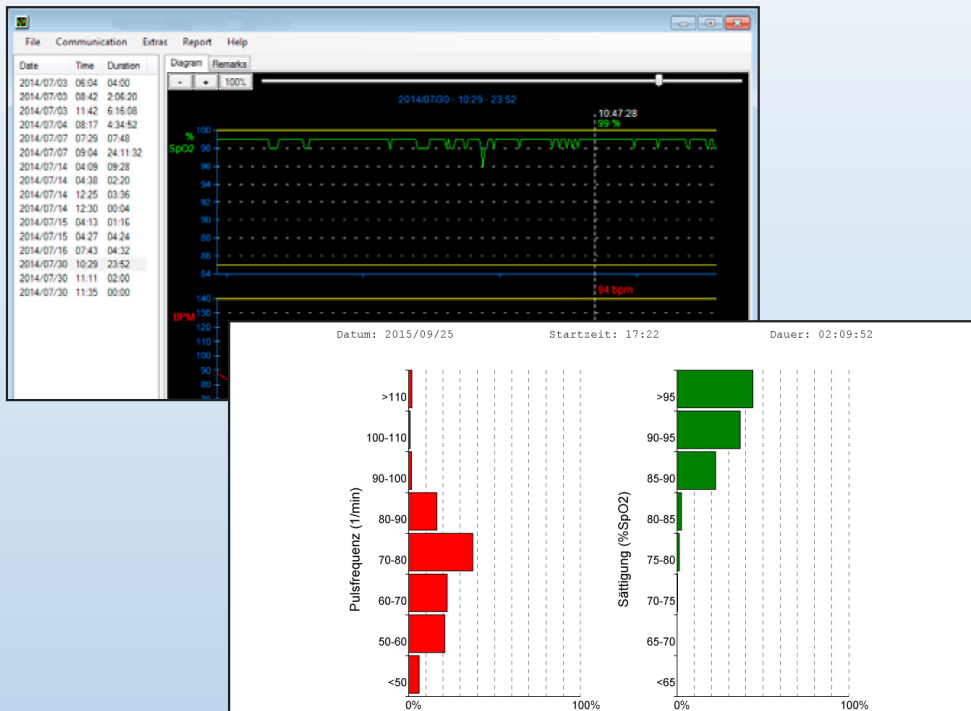 File Communication Extras Report Help
Date Time Duration
2014/07/03 06:04 04:00
2014/07/03 08:42 2:06:20
2014/07/03 11:42 6:16:08
2014/07/04 08:17 4:34:52
2014/07/07 07:29 07:48
2014/07/07 09:04 24:11:32
2014/07/14 04:09 09:28
2014/07/14 04:38 02:20
2014/07/14 12:25 03:36
2014/07/14 12:30 00:04
2014/07/15 04:13 01:16
2014/07/15 04:27 04:24
2014/07/16 07:43 04:32
2014/07/30 10:29 23:52
2014/07/30 11:11 02:00
2014/07/30 11:35 00:00
Diagram Remarks
- + 100%
2014/07/30 - 10:29 - 23:52
10:47:28
99 %
%
SpO2
100
98
96
94
92
90
88
86
84
94 bpm
BPM
140
130
120
110
100
90
80
70
Datum: 2015/09/25 Startzeit: 17:22 Dauer: 02:09:52
Pulsfrequenz (1/min)
>110
100-110
90-100
80-90
70-80
60-70
50-60
<50
0% 100%
Sättigung (%SpO2)
>95
90-95
85-90
80-85
75-80
70-75
65-70
<65
0% 100%